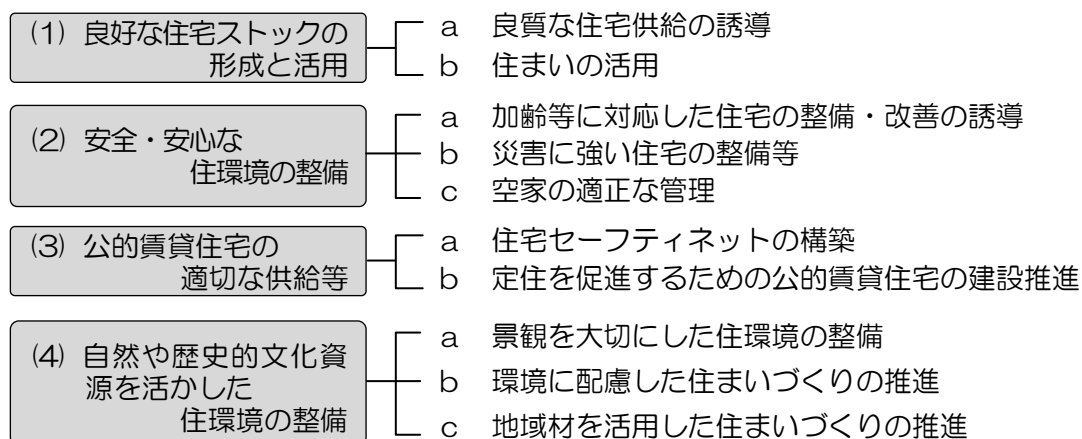 (1) 良好な住宅ストックの
形成と活用
a 良質な住宅供給の誘導
b 住まいの活用
(2) 安全・安心な
住環境の整備
a 加齢等に対応した住宅の整備・改善の誘導
b 災害に強い住宅の整備等
c 空家の適正な管理
(3) 公的賃貸住宅の
適切な供給等
a 住宅セーフティネットの構築
b 定住を促進するための公的賃貸住宅の建設推進
(4) 自然や歴史的文化資
源を活かした
住環境の整備
a 景観を大切にした住環境の整備
b 環境に配慮した住まいづくりの推進
c 地域材を活用した住まいづくりの推進